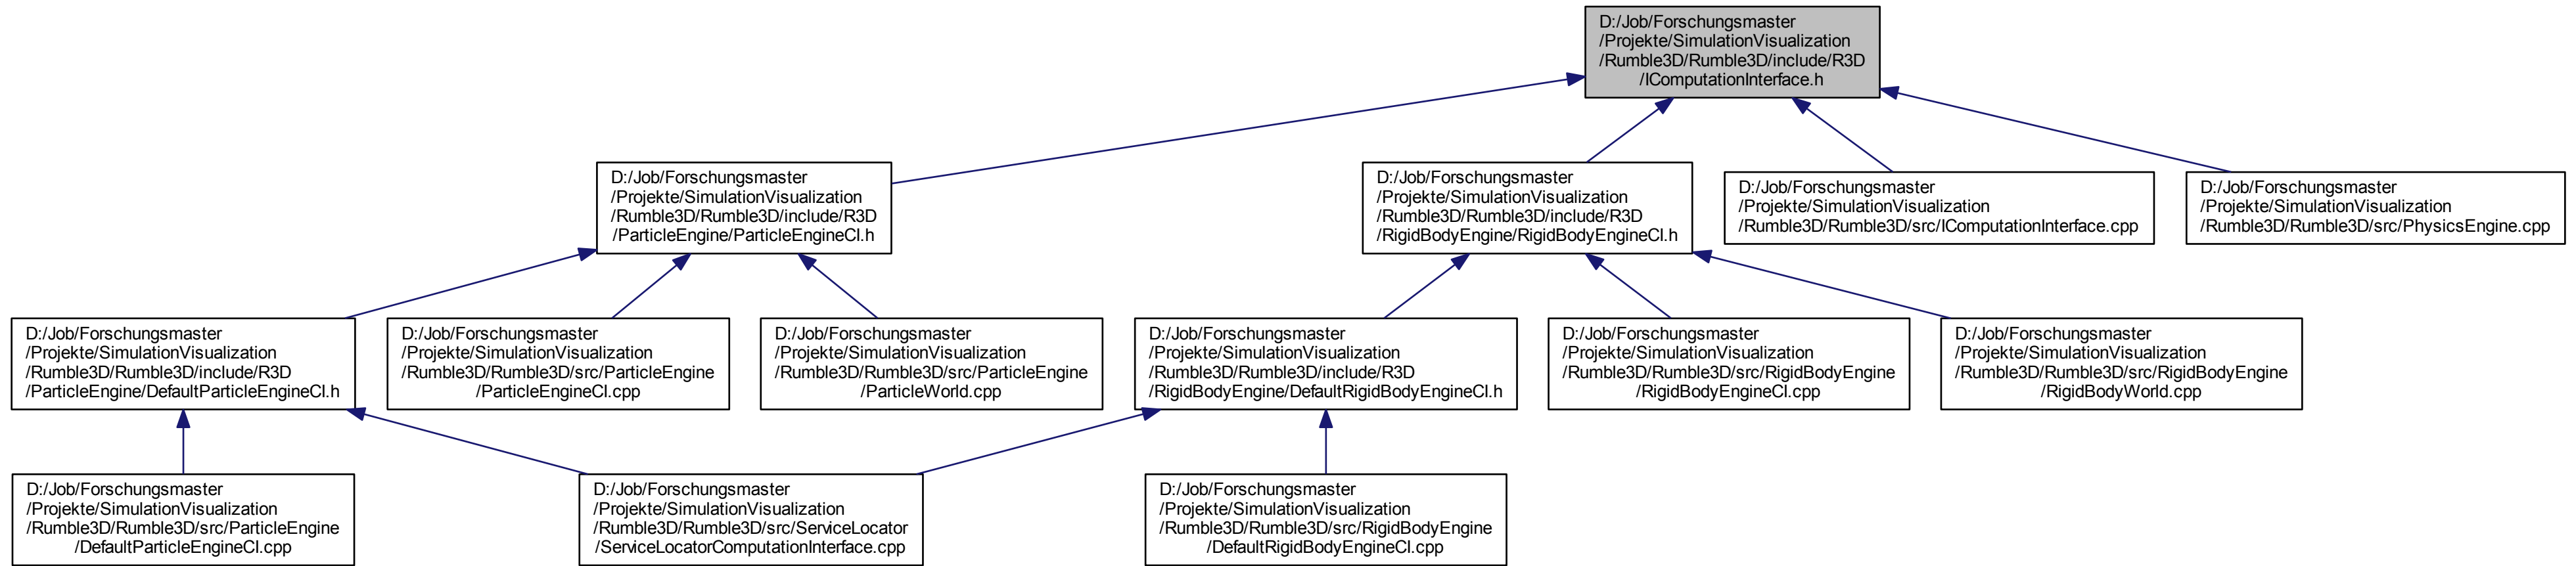 D:/Job/Forschungsmaster
/Projekte/SimulationVisualization
/Rumble3D/Rumble3D/include/R3D
/IComputationInterface.h
D:/Job/Forschungsmaster
/Projekte/SimulationVisualization
/Rumble3D/Rumble3D/include/R3D
/ParticleEngine/ParticleEngineCI.h
D:/Job/Forschungsmaster
/Projekte/SimulationVisualization
/Rumble3D/Rumble3D/include/R3D
/RigidBodyEngine/RigidBodyEngineCI.h
D:/Job/Forschungsmaster
/Projekte/SimulationVisualization
/Rumble3D/Rumble3D/src/IComputationInterface.cpp
D:/Job/Forschungsmaster
/Projekte/SimulationVisualization
/Rumble3D/Rumble3D/src/PhysicsEngine.cpp
D:/Job/Forschungsmaster
/Projekte/SimulationVisualization
/Rumble3D/Rumble3D/include/R3D
/ParticleEngine/DefaultParticleEngineCI.h
D:/Job/Forschungsmaster
/Projekte/SimulationVisualization
/Rumble3D/Rumble3D/src/ParticleEngine
/ParticleEngineCI.cpp
D:/Job/Forschungsmaster
/Projekte/SimulationVisualization
/Rumble3D/Rumble3D/src/ParticleEngine
/ParticleWorld.cpp
D:/Job/Forschungsmaster
/Projekte/SimulationVisualization
/Rumble3D/Rumble3D/include/R3D
/RigidBodyEngine/DefaultRigidBodyEngineCI.h
D:/Job/Forschungsmaster
/Projekte/SimulationVisualization
/Rumble3D/Rumble3D/src/RigidBodyEngine
/RigidBodyEngineCI.cpp
D:/Job/Forschungsmaster
/Projekte/SimulationVisualization
/Rumble3D/Rumble3D/src/RigidBodyEngine
/RigidBodyWorld.cpp
D:/Job/Forschungsmaster
/Projekte/SimulationVisualization
/Rumble3D/Rumble3D/src/ParticleEngine
/DefaultParticleEngineCI.cpp
D:/Job/Forschungsmaster
/Projekte/SimulationVisualization
/Rumble3D/Rumble3D/src/ServiceLocator
/ServiceLocatorComputationInterface.cpp
D:/Job/Forschungsmaster
/Projekte/SimulationVisualization
/Rumble3D/Rumble3D/src/RigidBodyEngine
/DefaultRigidBodyEngineCI.cpp